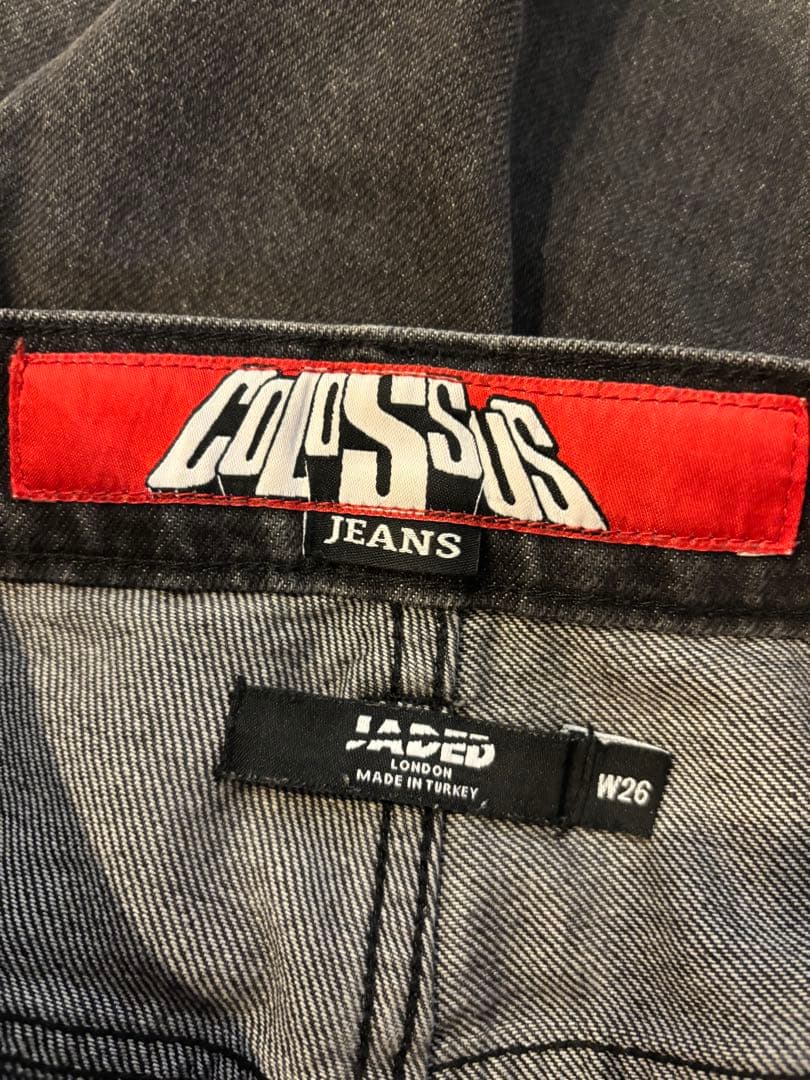 COLOSSUS
JEANS
JADED
LONDON
MADE IN TURKEY
W26